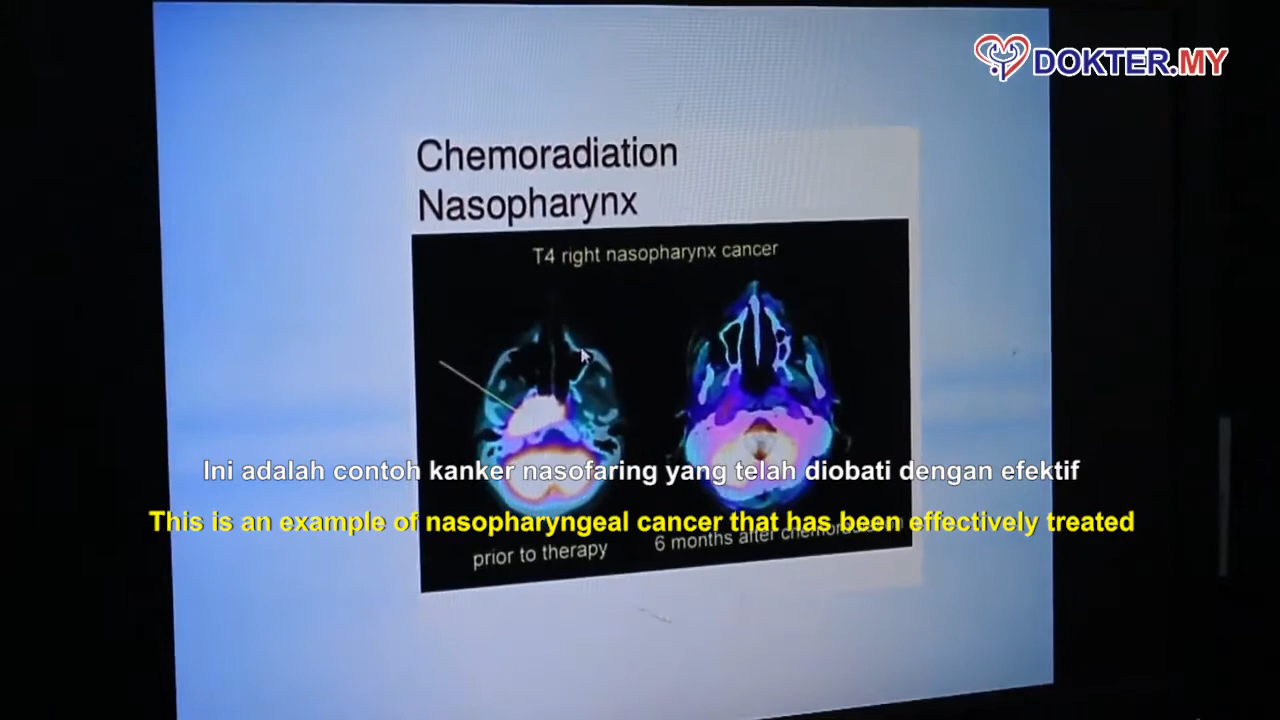 DOKTER.MY
Chemoradiation
Nasopharynx
T4 right nasopharynx cancer
Ini adalah contoh kanker nasofaring yang telah diobati dengan efektif
This is an example of nasopharyngeal cancer that has been effectively treated
prior to therapy
6 months after